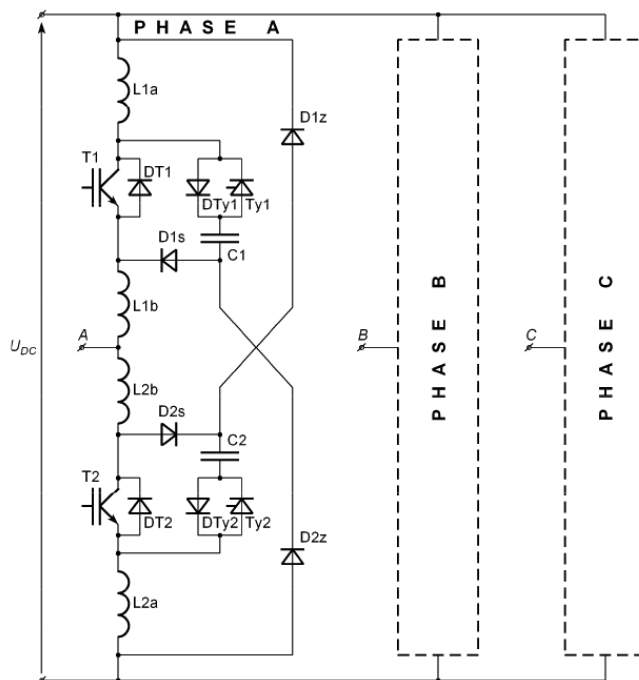 PHASE A
L1a
D1z
T1
DT1
DTy1
Ty1
D1s
C1
L1b
A
B
C
U_DC
PHASE B
PHASE C
L2b
D2s
C2
T2
DT2
DTy2
Ty2
D2z
L2a